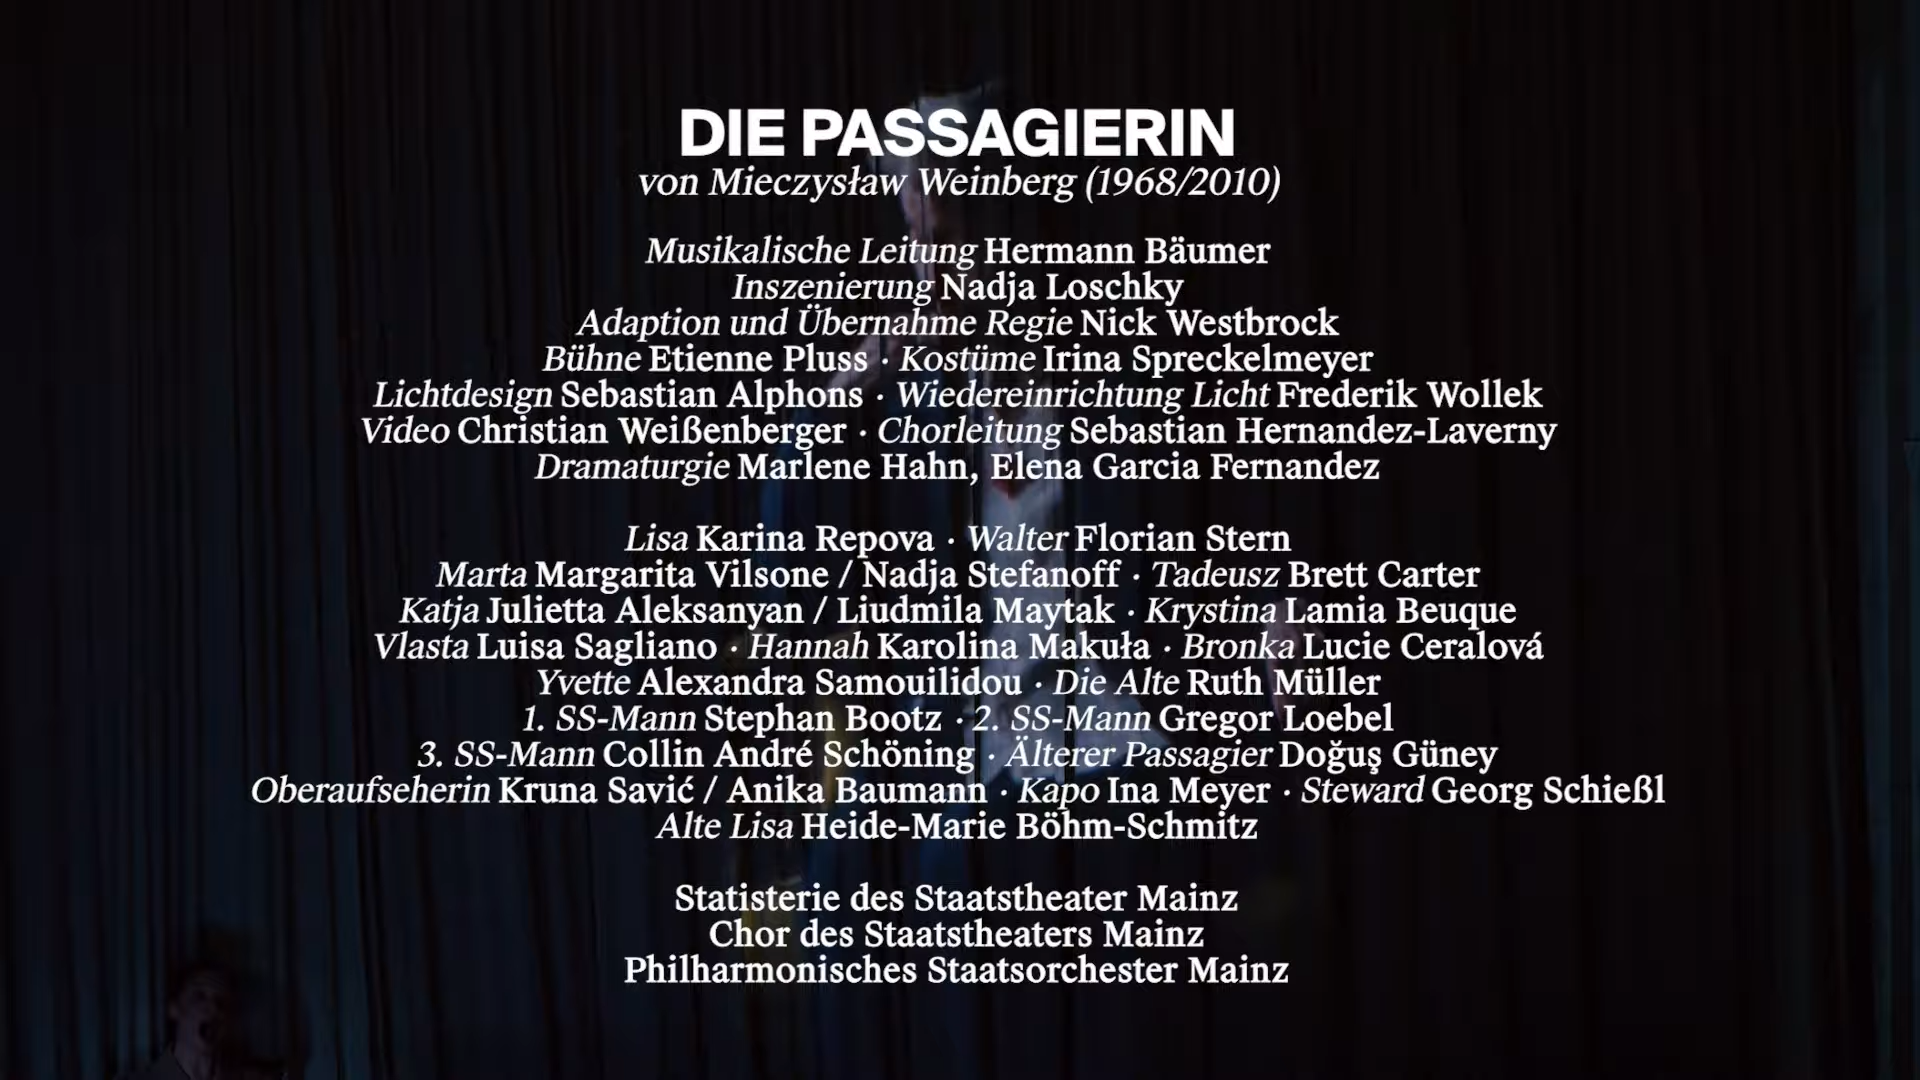 DIE PASSAGIERIN
von Mieczysław Weinberg (1968/2010)
Musikalische Leitung Hermann Bäumer
Inszenierung Nadja Loschky
Adaption und Übernahme Regie Nick Westbrock
Bühne Etienne Pluss · Kostüme Irina Spreckelmeyer
Lichtdesign Sebastian Alphons · Wiedereinrichtung Licht Frederik Wollek
Video Christian Weißenberger · Chorleitung Sebastian Hernandez-Laverny
Dramaturgie Marlene Hahn, Elena Garcia Fernandez
Lisa Karina Repova · Walter Florian Stern
Marta Margarita Vilsone / Nadja Stefanoff · Tadeusz Brett Carter
Katja Julietta Aleksanyan / Liudmila Maytak · Krystina Lamia Beuque
Vlasta Luisa Sagliano · Hannah Karolina Makuła · Bronka Lucie Ceralová
Yvette Alexandra Samouilidou · Die Alte Ruth Müller
1. SS-Mann Stephan Bootz · 2. SS-Mann Gregor Loebel
3. SS-Mann Collin André Schöning · Älterer Passagier Doğuş Güney
Oberaufseherin Kruna Savić / Anika Baumann · Kapo Ina Meyer · Steward Georg Schießl
Alte Lisa Heide-Marie Böhm-Schmitz
Statisterie des Staatstheater Mainz
Chor des Staatstheaters Mainz
Philharmonisches Staatsorchester Mainz